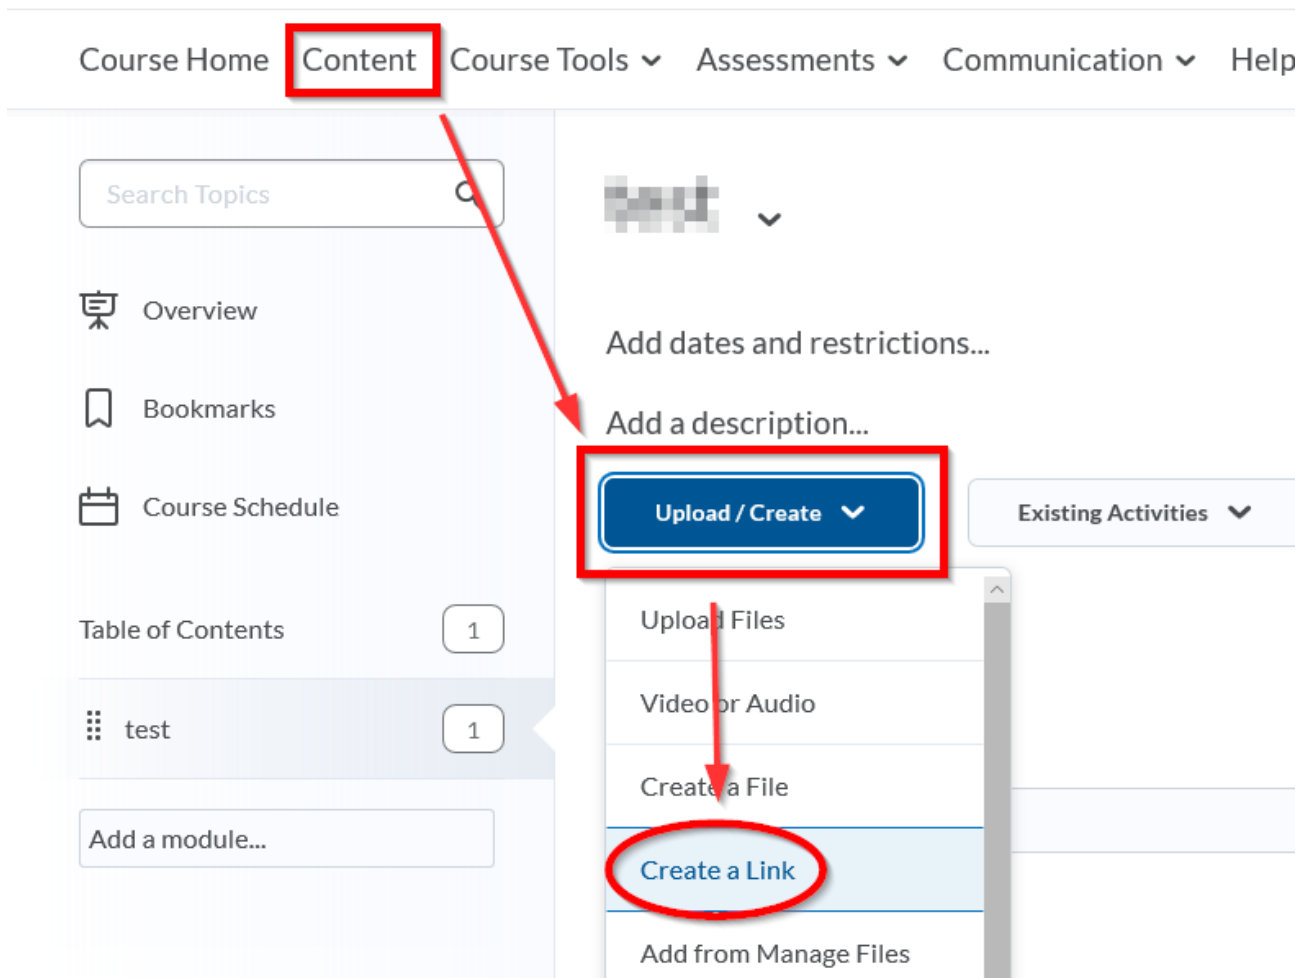 Course Home Content Course Tools Assessments Communication Help
Search Topics
Overview
Bookmarks
Course Schedule
Table of Contents 1
test 1
Add a module...
Add dates and restrictions...
Add a description...
Upload / Create Existing Activities
Upload Files
Video or Audio
Create a File
Create a Link
Add from Manage Files